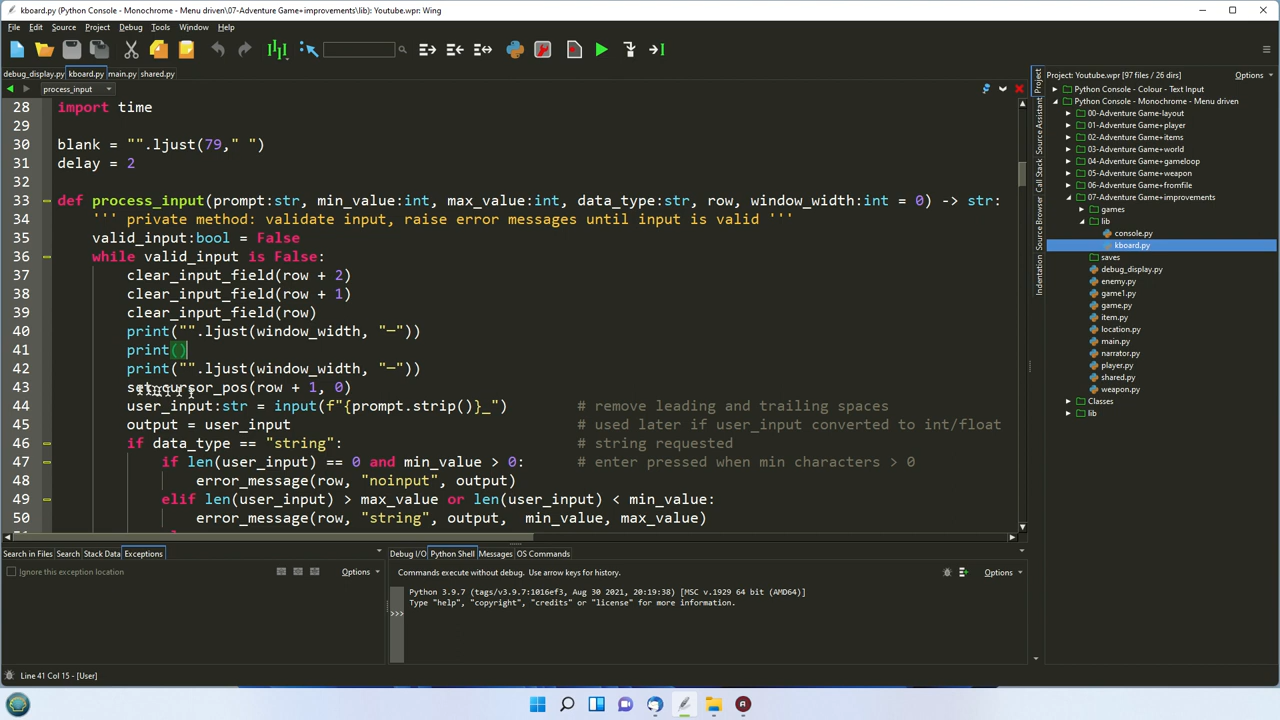 kboard.py (Python Console - Monochrome - Menu driven\07-Adventure Game+improvements\lib): Youtube.wpr: Wing
File Edit Source Project Debug Tools Window Help
debug_display.py kboard.py main.py shared.py
process_input
28 import time
29
30 blank = "".ljust(79," ")
31 delay = 2
32
33 def process_input(prompt:str, min_value:int, max_value:int, data_type:str, row, window_width:int = 0) -> str:
34 ''' private method: validate input, raise error messages until input is valid '''
35 valid_input:bool = False
36 while valid_input is False:
37 clear_input_field(row + 2)
38 clear_input_field(row + 1)
39 clear_input_field(row)
40 print("".ljust(window_width, "─"))
41 print()
42 print("".ljust(window_width, "─"))
43 set_cursor_pos(row + 1, 0)
44 user_input:str = input(f"{prompt.strip()}_") # remove leading and trailing spaces
45 output = user_input # used later if user_input converted to int/float
46 if data_type == "string": # string requested
47 if len(user_input) == 0 and min_value > 0: # enter pressed when min characters > 0
48 error_message(row, "noinput", output)
49 elif len(user_input) > max_value or len(user_input) < min_value:
50 error_message(row, "string", output, min_value, max_value)
Search in Files Search Stack Data Exceptions
Ignore this exception location
Options
Debug I/O Python Shell Messages OS Commands
Commands execute without debug. Use arrow keys for history.
Options
Python 3.9.7 (tags/v3.9.7:1016ef3, Aug 30 2021, 20:19:38) [MSC v.1929 64 bit (AMD64)]
Type "help", "copyright", "credits" or "license" for more information.
>>>
Project
Source Assistant
Call Stack
Source Browser
Indentation
Project: Youtube.wpr [97 files / 26 dirs]
Options
Python Console - Colour - Text Input
Python Console - Monochrome - Menu driven
00-Adventure Game-layout
01-Adventure Game+player
02-Adventure Game+items
03-Adventure Game+world
04-Adventure Game+gameloop
05-Adventure Game+weapon
06-Adventure Game+fromfile
07-Adventure Game+improvements
games
lib
console.py
kboard.py
saves
debug_display.py
enemy.py
game1.py
game.py
item.py
location.py
main.py
narrator.py
player.py
shared.py
weapon.py
Classes
lib
Line 41 Col 15 - [User]